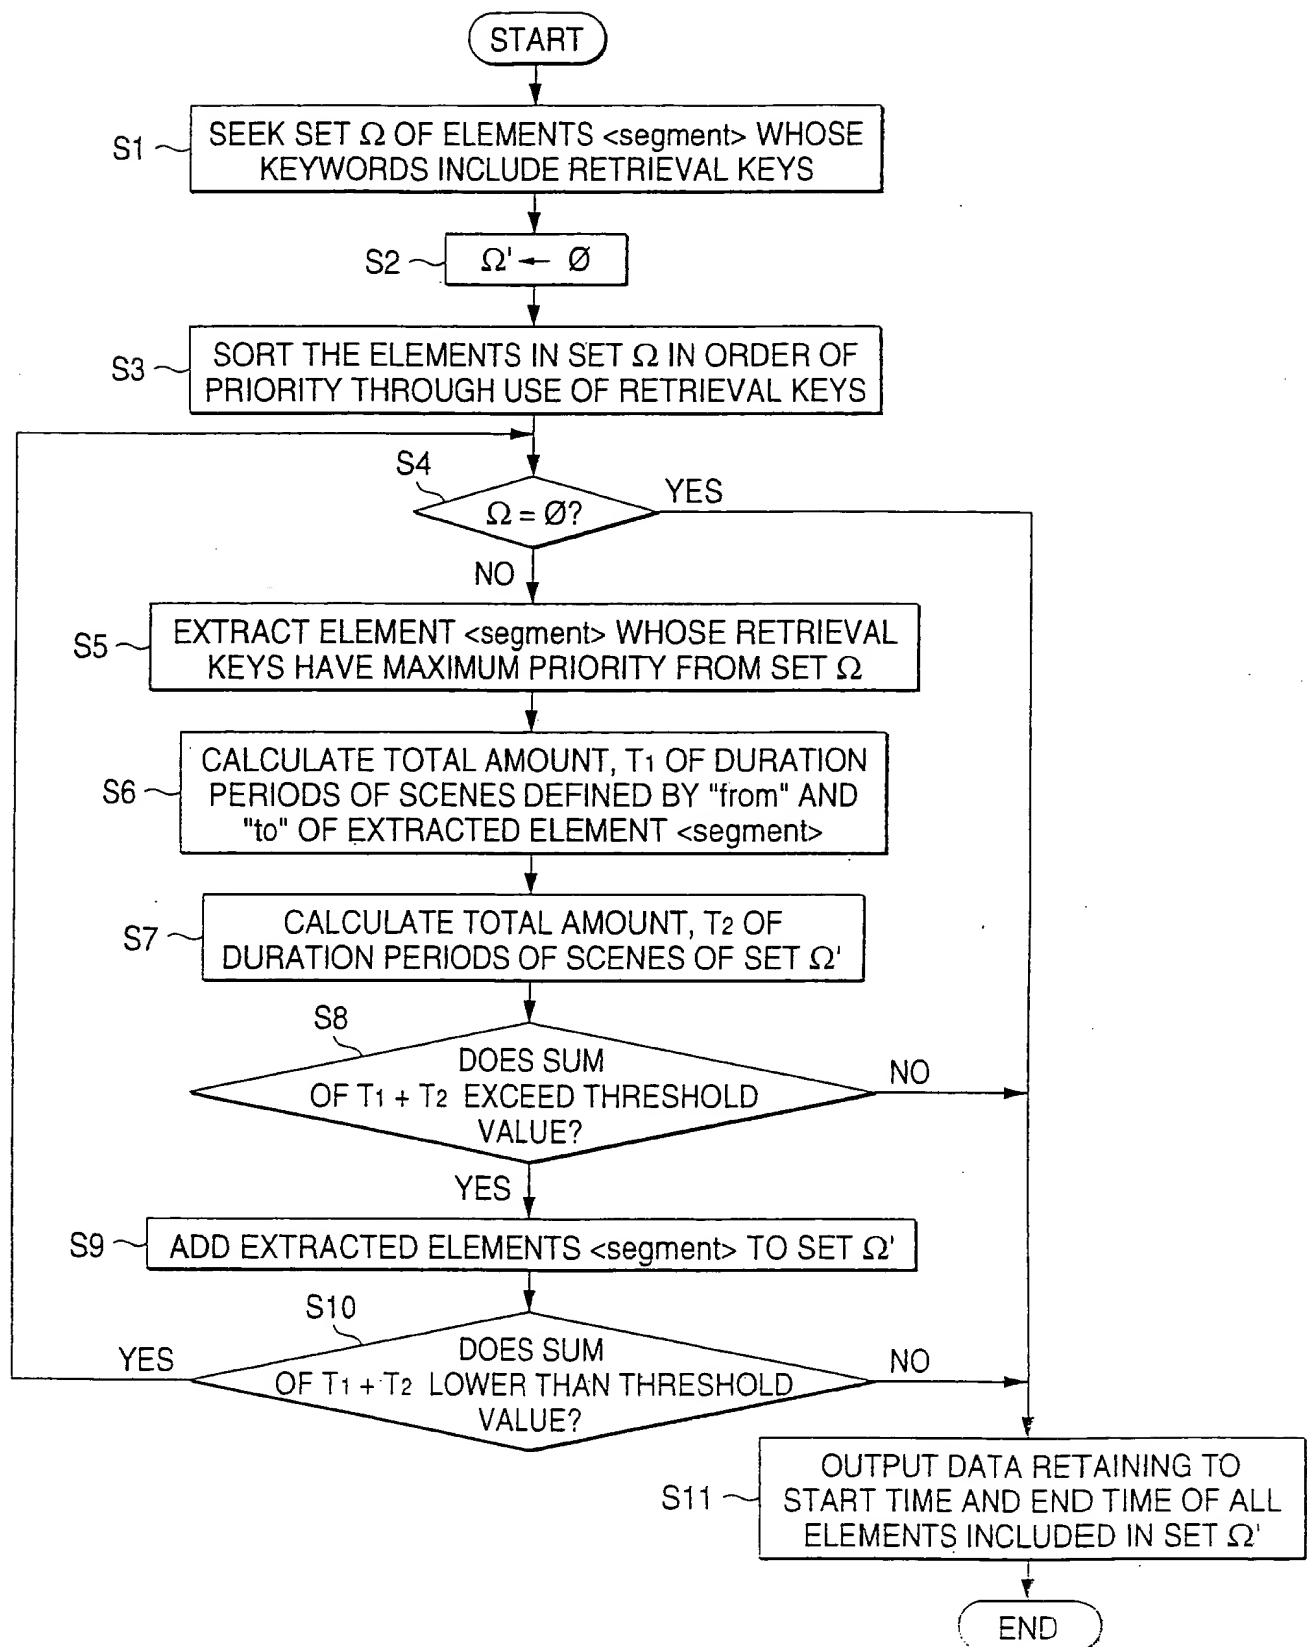 START
S1
SEEK SET Ω OF ELEMENTS <segment> WHOSE
KEYWORDS INCLUDE RETRIEVAL KEYS
S2
Ω' ← Ø
S3
SORT THE ELEMENTS IN SET Ω IN ORDER OF
PRIORITY THROUGH USE OF RETRIEVAL KEYS
S4
Ω = Ø?
YES
NO
S5
EXTRACT ELEMENT <segment> WHOSE RETRIEVAL
KEYS HAVE MAXIMUM PRIORITY FROM SET Ω
S6
CALCULATE TOTAL AMOUNT, T1 OF DURATION
PERIODS OF SCENES DEFINED BY "from" AND
"to" OF EXTRACTED ELEMENT <segment>
S7
CALCULATE TOTAL AMOUNT, T2 OF
DURATION PERIODS OF SCENES OF SET Ω'
S8
DOES SUM
OF T1 + T2 EXCEED THRESHOLD
VALUE?
NO
YES
S9
ADD EXTRACTED ELEMENTS <segment> TO SET Ω'
S10
DOES SUM
OF T1 + T2 LOWER THAN THRESHOLD
VALUE?
YES
NO
S11
OUTPUT DATA RETAINING TO
START TIME AND END TIME OF ALL
ELEMENTS INCLUDED IN SET Ω'
END